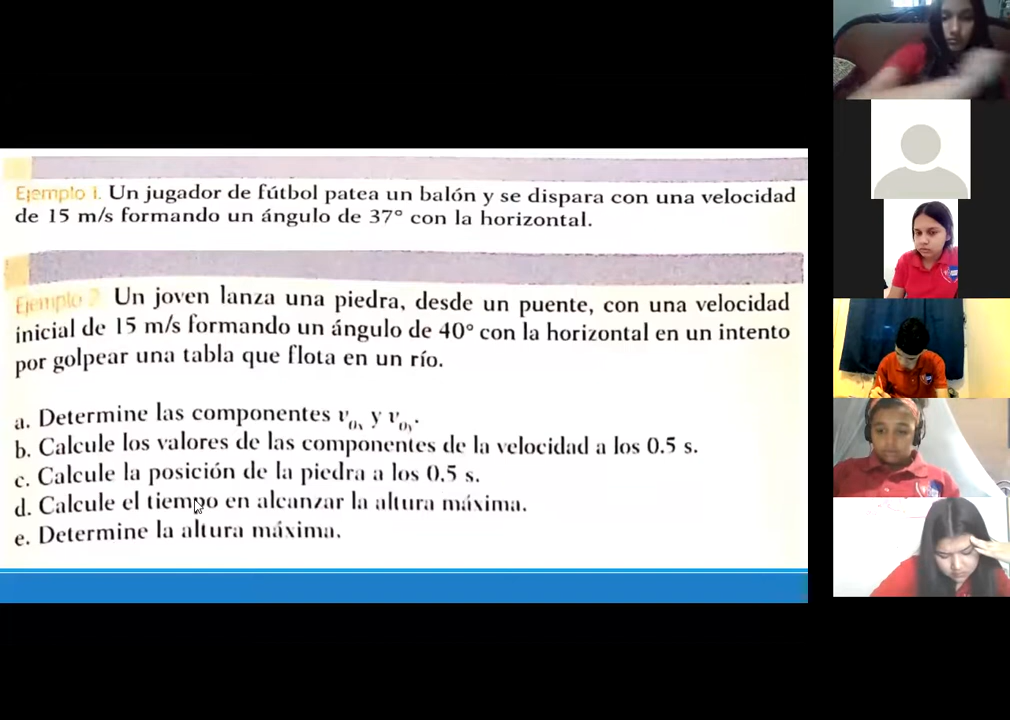 Ejemplo 1. Un jugador de fútbol patea un balón y se dispara con una velocidad
de 15 m/s formando un ángulo de 37° con la horizontal.
Ejemplo 2 Un joven lanza una piedra, desde un puente, con una velocidad
inicial de 15 m/s formando un ángulo de 40° con la horizontal en un intento
por golpear una tabla que flota en un río.
a. Determine las componentes v₀ₓ y v₀ᵧ.
b. Calcule los valores de las componentes de la velocidad a los 0.5 s.
c. Calcule la posición de la piedra a los 0.5 s.
d. Calcule el tiempo en alcanzar la altura máxima.
e. Determine la altura máxima.